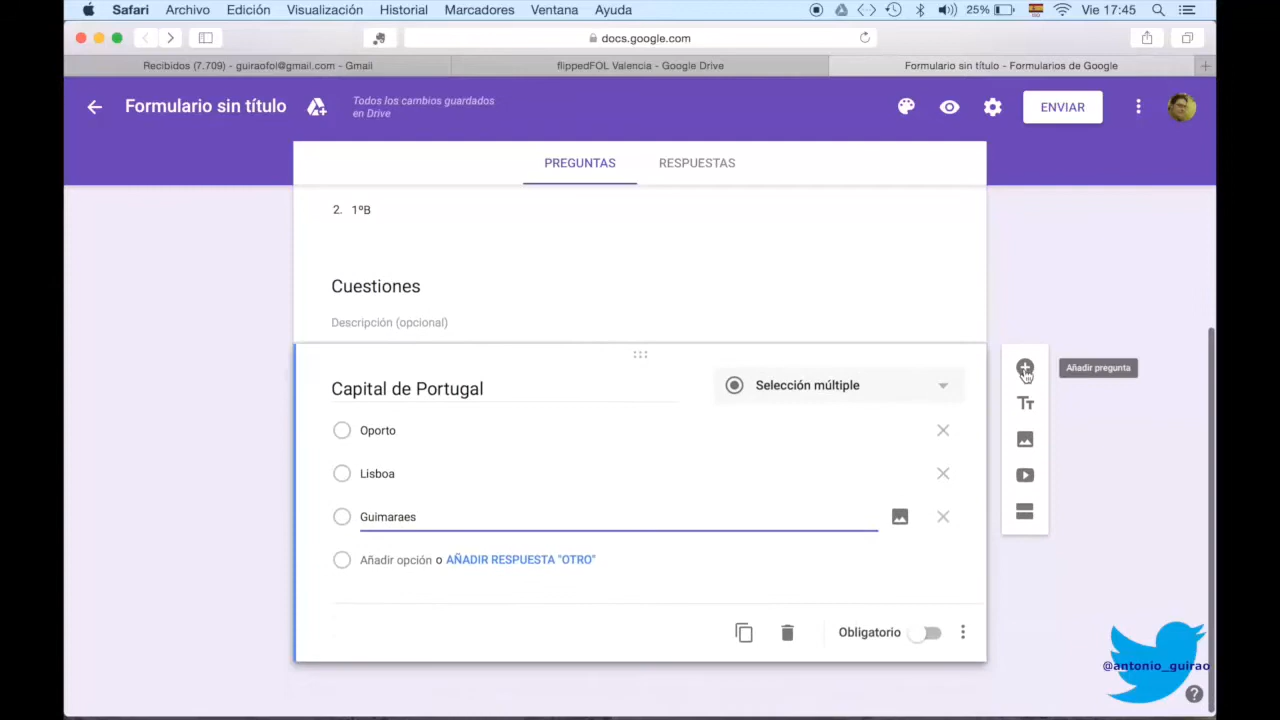 Safari Archivo Edición Visualización Historial Marcadores Ventana Ayuda 25% Vie 17:45
docs.google.com
Recibidos (7.709) - guiraofol@gmail.com - Gmail flippedFOL Valencia - Google Drive Formulario sin título - Formularios de Google
Formulario sin título
Todos los cambios guardados
en Drive
ENVIAR
PREGUNTAS RESPUESTAS
2. 1ºB
Cuestiones
Descripción (opcional)
Capital de Portugal
Selección múltiple
Añadir pregunta
Oporto
Lisboa
Guimaraes
Añadir opción o AÑADIR RESPUESTA "OTRO"
Obligatorio
@antonio_guirao